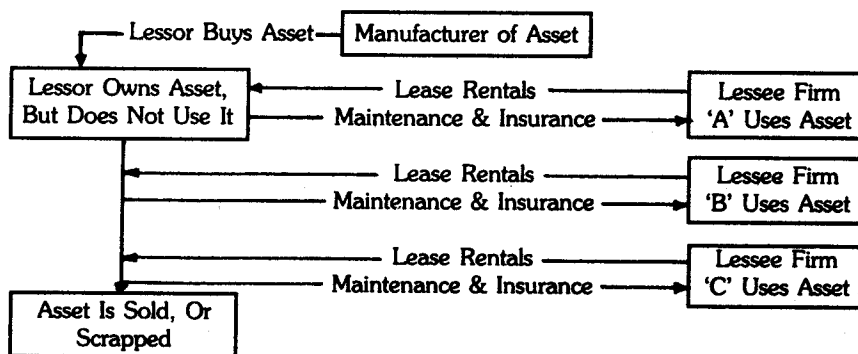 Lessor Buys Asset
Manufacturer of Asset
Lessor Owns Asset,
But Does Not Use It
Lease Rentals
Maintenance & Insurance
Lessee Firm
'A' Uses Asset
Lease Rentals
Maintenance & Insurance
Lessee Firm
'B' Uses Asset
Lease Rentals
Maintenance & Insurance
Lessee Firm
'C' Uses Asset
Asset Is Sold, Or
Scrapped